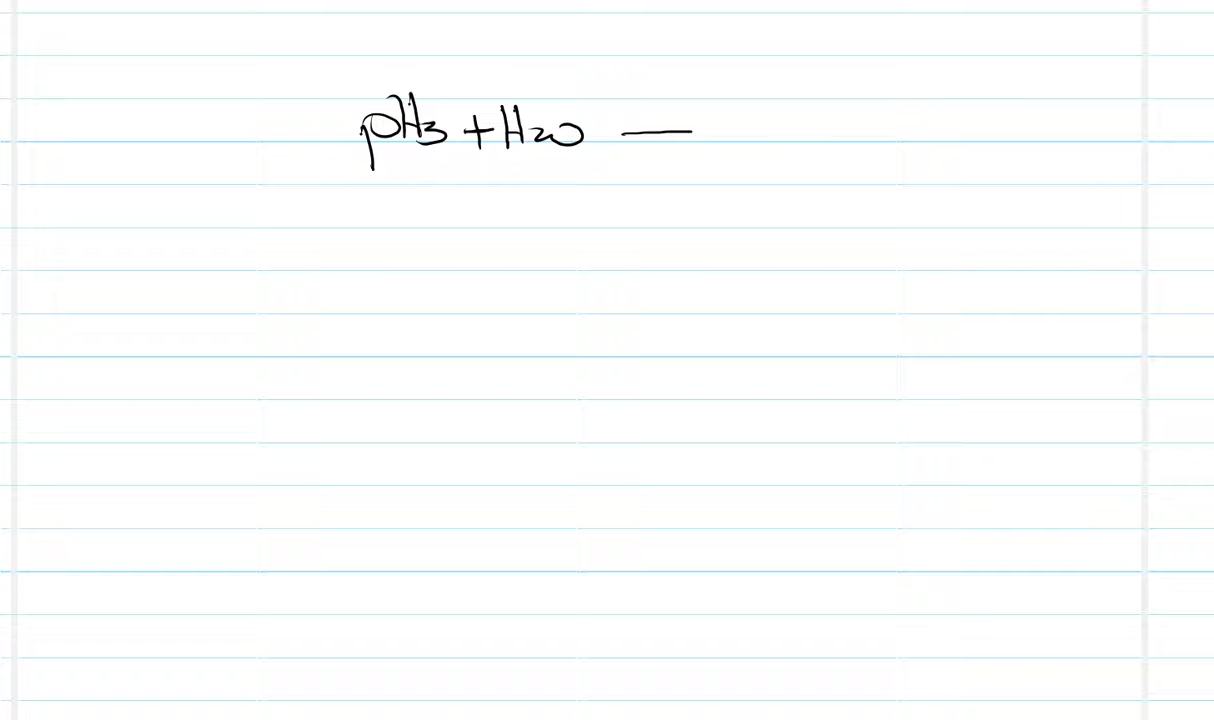 pH3 + H2O —